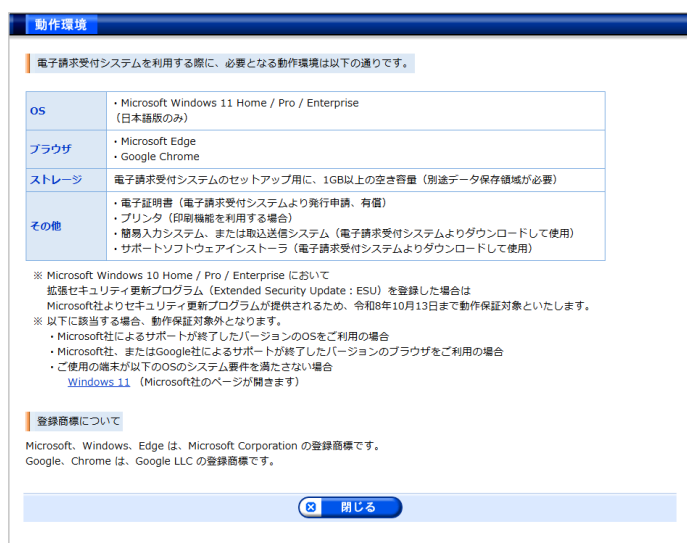 動作環境
電子請求受付システムを利用する際に、必要となる動作環境は以下の通りです。
OS
・Microsoft Windows 11 Home / Pro / Enterprise
（日本語版のみ）
ブラウザ
・Microsoft Edge
・Google Chrome
ストレージ
電子請求受付システムのセットアップ用に、1GB以上の空き容量（別途データ保存領域が必要）
その他
・電子証明書（電子請求受付システムより発行申請、有償）
・プリンタ（印刷機能を利用する場合）
・簡易入力システム、または取込送信システム（電子請求受付システムよりダウンロードして使用）
・サポートソフトウェアインストーラ（電子請求受付システムよりダウンロードして使用）
※ Microsoft Windows 10 Home / Pro / Enterprise において
拡張セキュリティ更新プログラム（Extended Security Update：ESU）を登録した場合は
Microsoft社よりセキュリティ更新プログラムが提供されるため、令和8年10月13日まで動作保証対象といたします。
※ 以下に該当する場合、動作保証対象外となります。
・Microsoft社によるサポートが終了したバージョンのOSをご利用の場合
・Microsoft社、またはGoogle社によるサポートが終了したバージョンのブラウザをご利用の場合
・ご使用の端末が以下のOSのシステム要件を満たさない場合
Windows 11 （Microsoft社のページが開きます）
登録商標について
Microsoft、Windows、Edge は、Microsoft Corporation の登録商標です。
Google、Chrome は、Google LLC の登録商標です。
閉じる